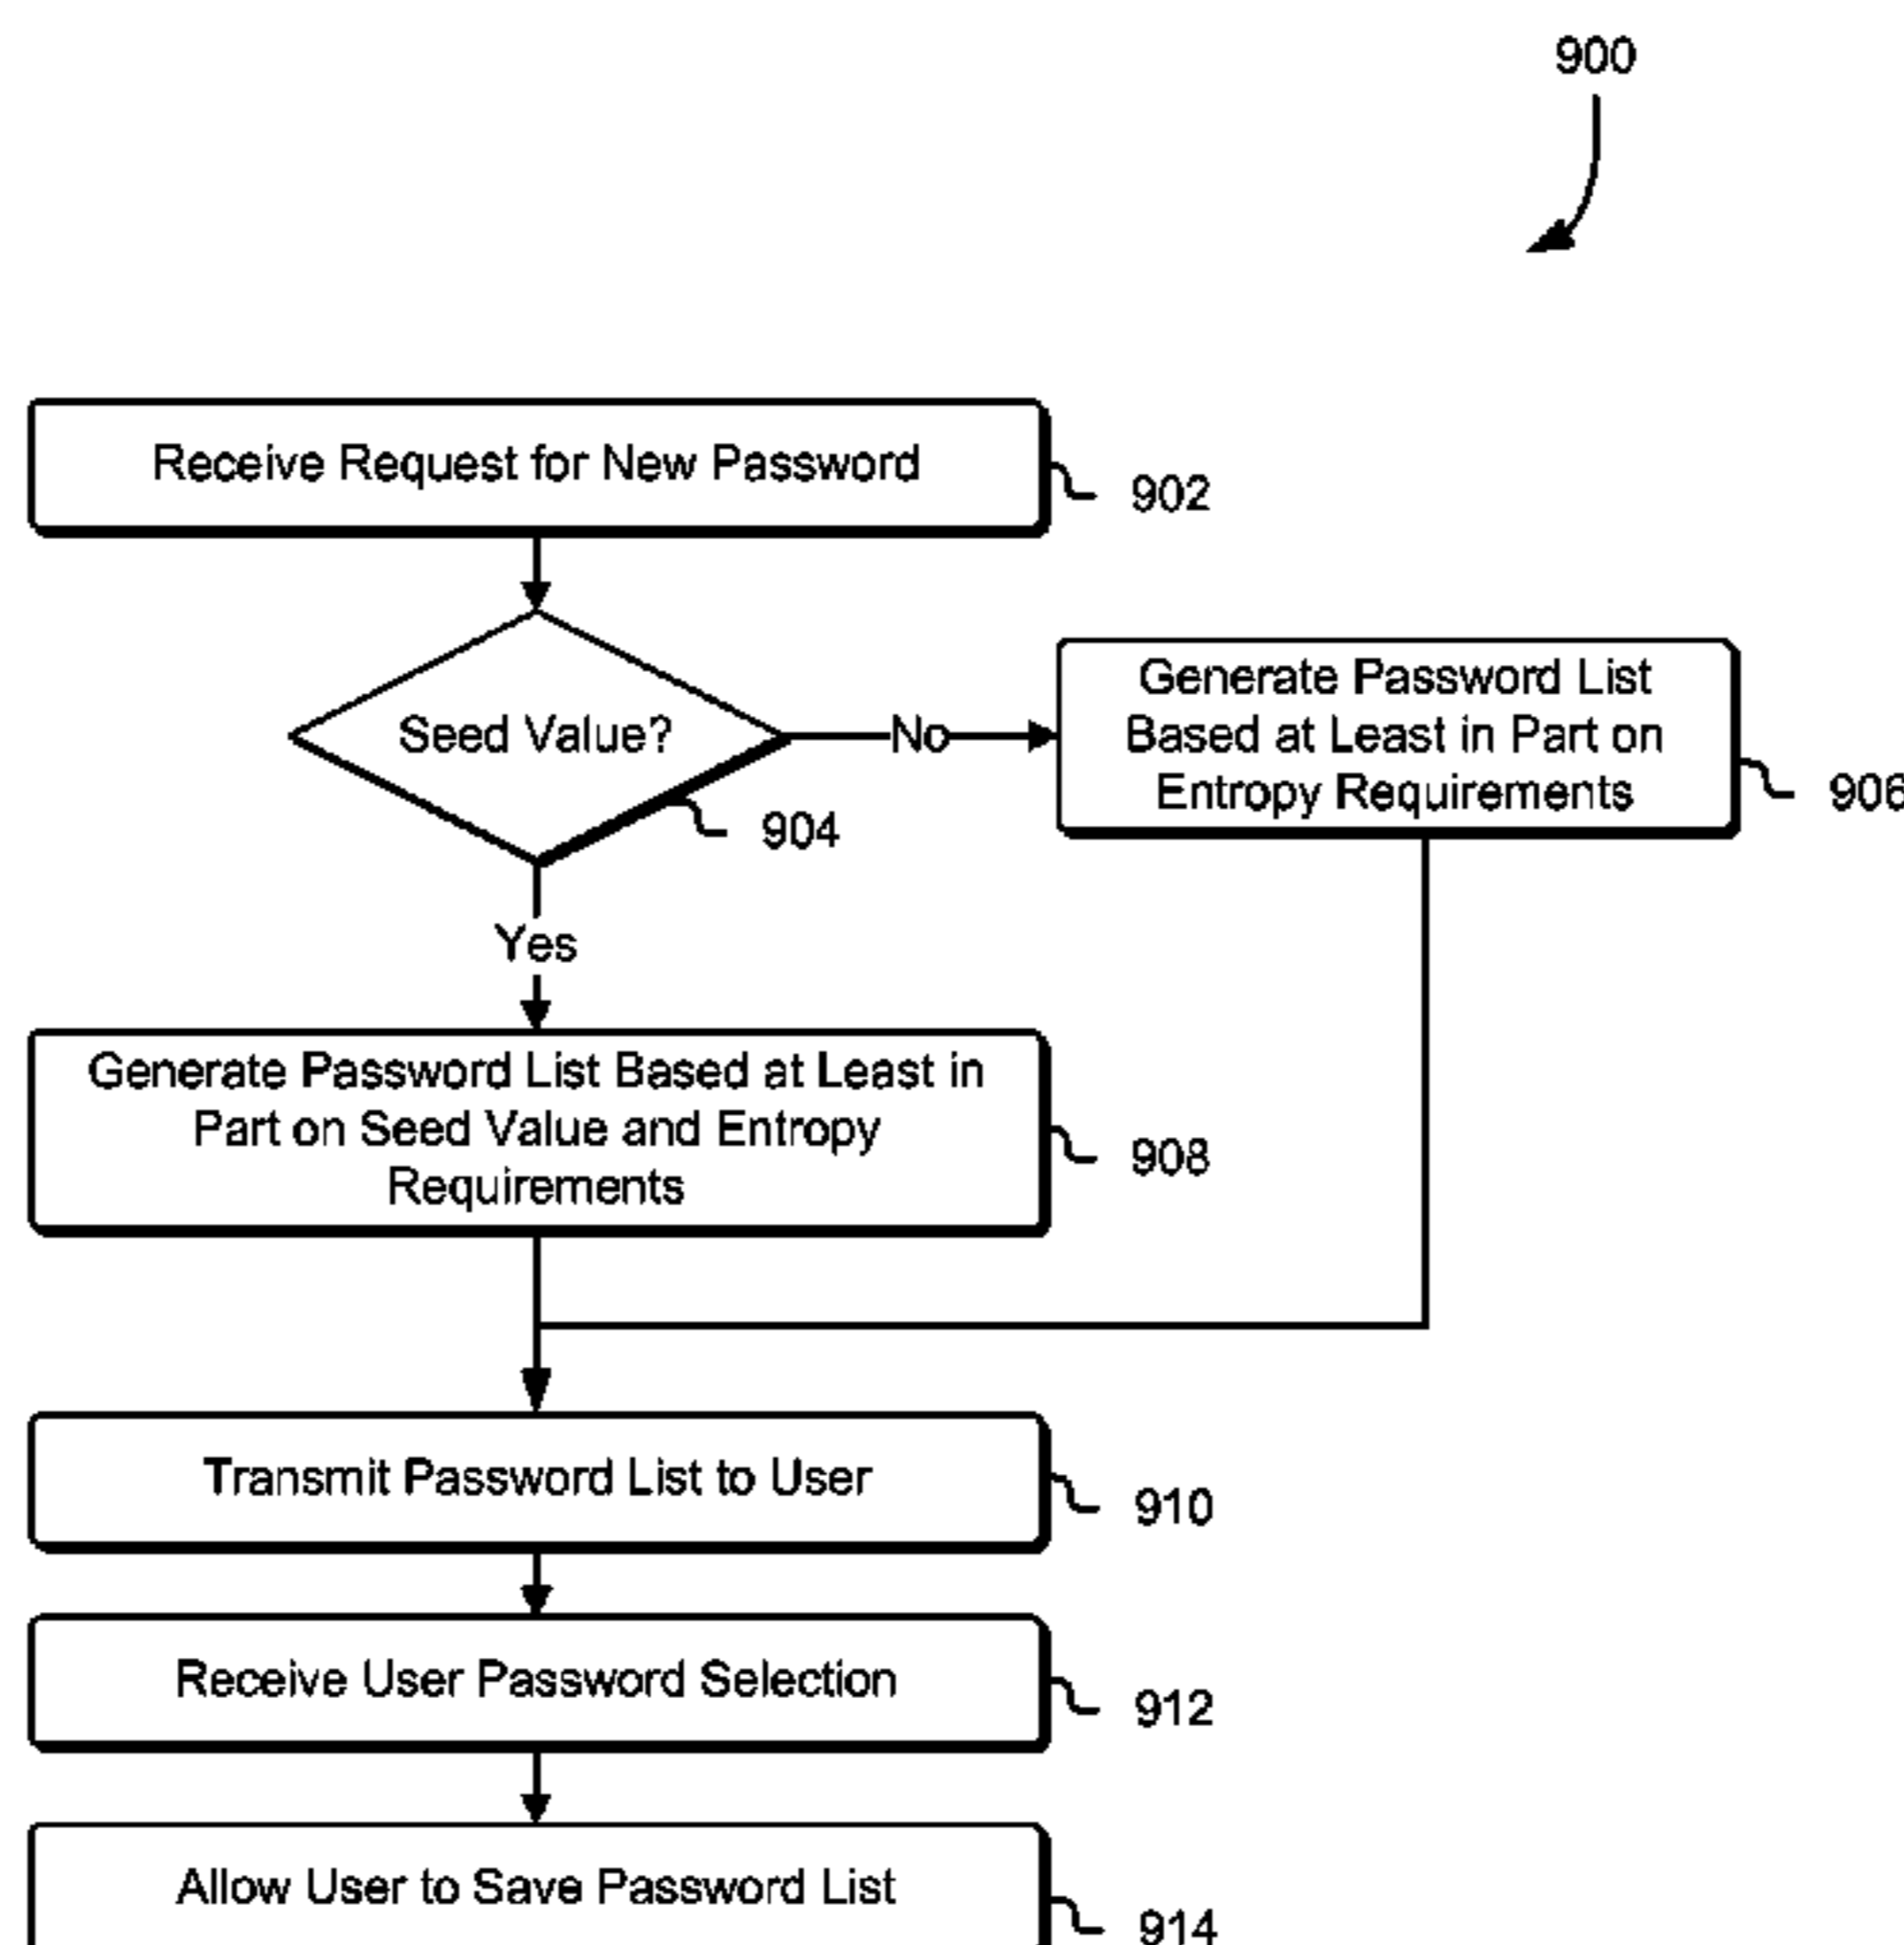 900
Receive Request for New Password
902
Seed Value?
No
Generate Password List
Based at Least in Part on
Entropy Requirements
906
904
Yes
Generate Password List Based at Least in
Part on Seed Value and Entropy
Requirements
908
Transmit Password List to User
910
Receive User Password Selection
912
Allow User to Save Password List
914